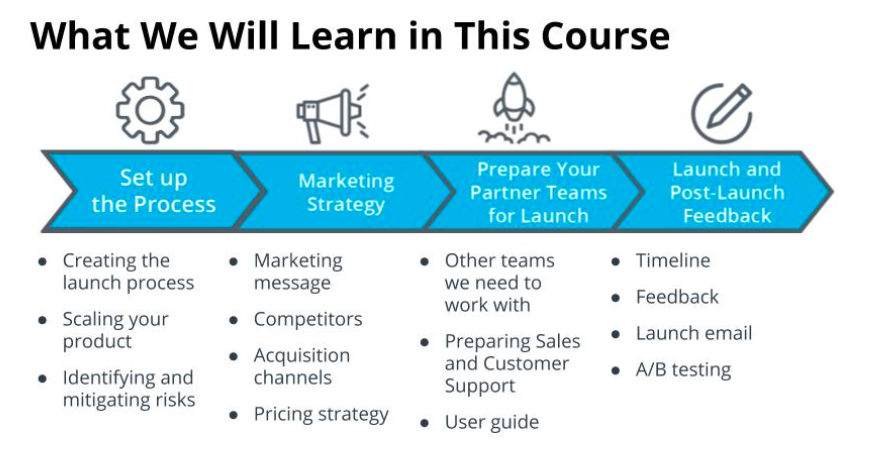 What We Will Learn in This Course
Set up
the Process
Marketing
Strategy
Prepare Your
Partner Teams
for Launch
Launch and
Post-Launch
Feedback
● Creating the
launch process
● Scaling your
product
● Identifying and
mitigating risks
● Marketing
message
● Competitors
● Acquisition
channels
● Pricing strategy
● Other teams
we need to
work with
● Preparing Sales
and Customer
Support
● User guide
● Timeline
● Feedback
● Launch email
● A/B testing